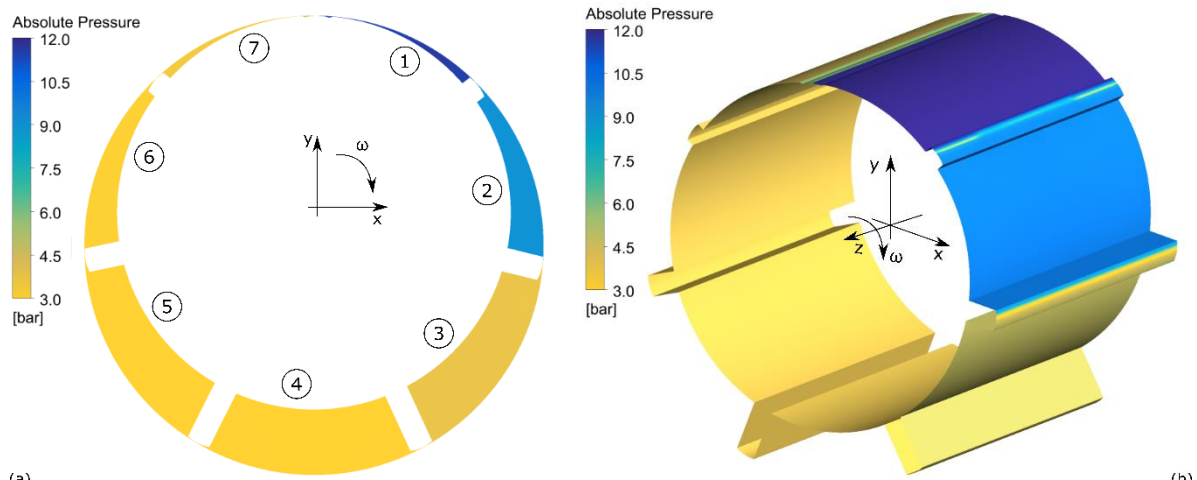 Absolute Pressure
12.0
10.5
9.0
7.5
6.0
4.5
3.0
[bar]
7
1
6
y
ω
2
x
5
3
4
(a)
Absolute Pressure
12.0
10.5
9.0
7.5
6.0
4.5
3.0
[bar]
y
z
ω
x
(b)